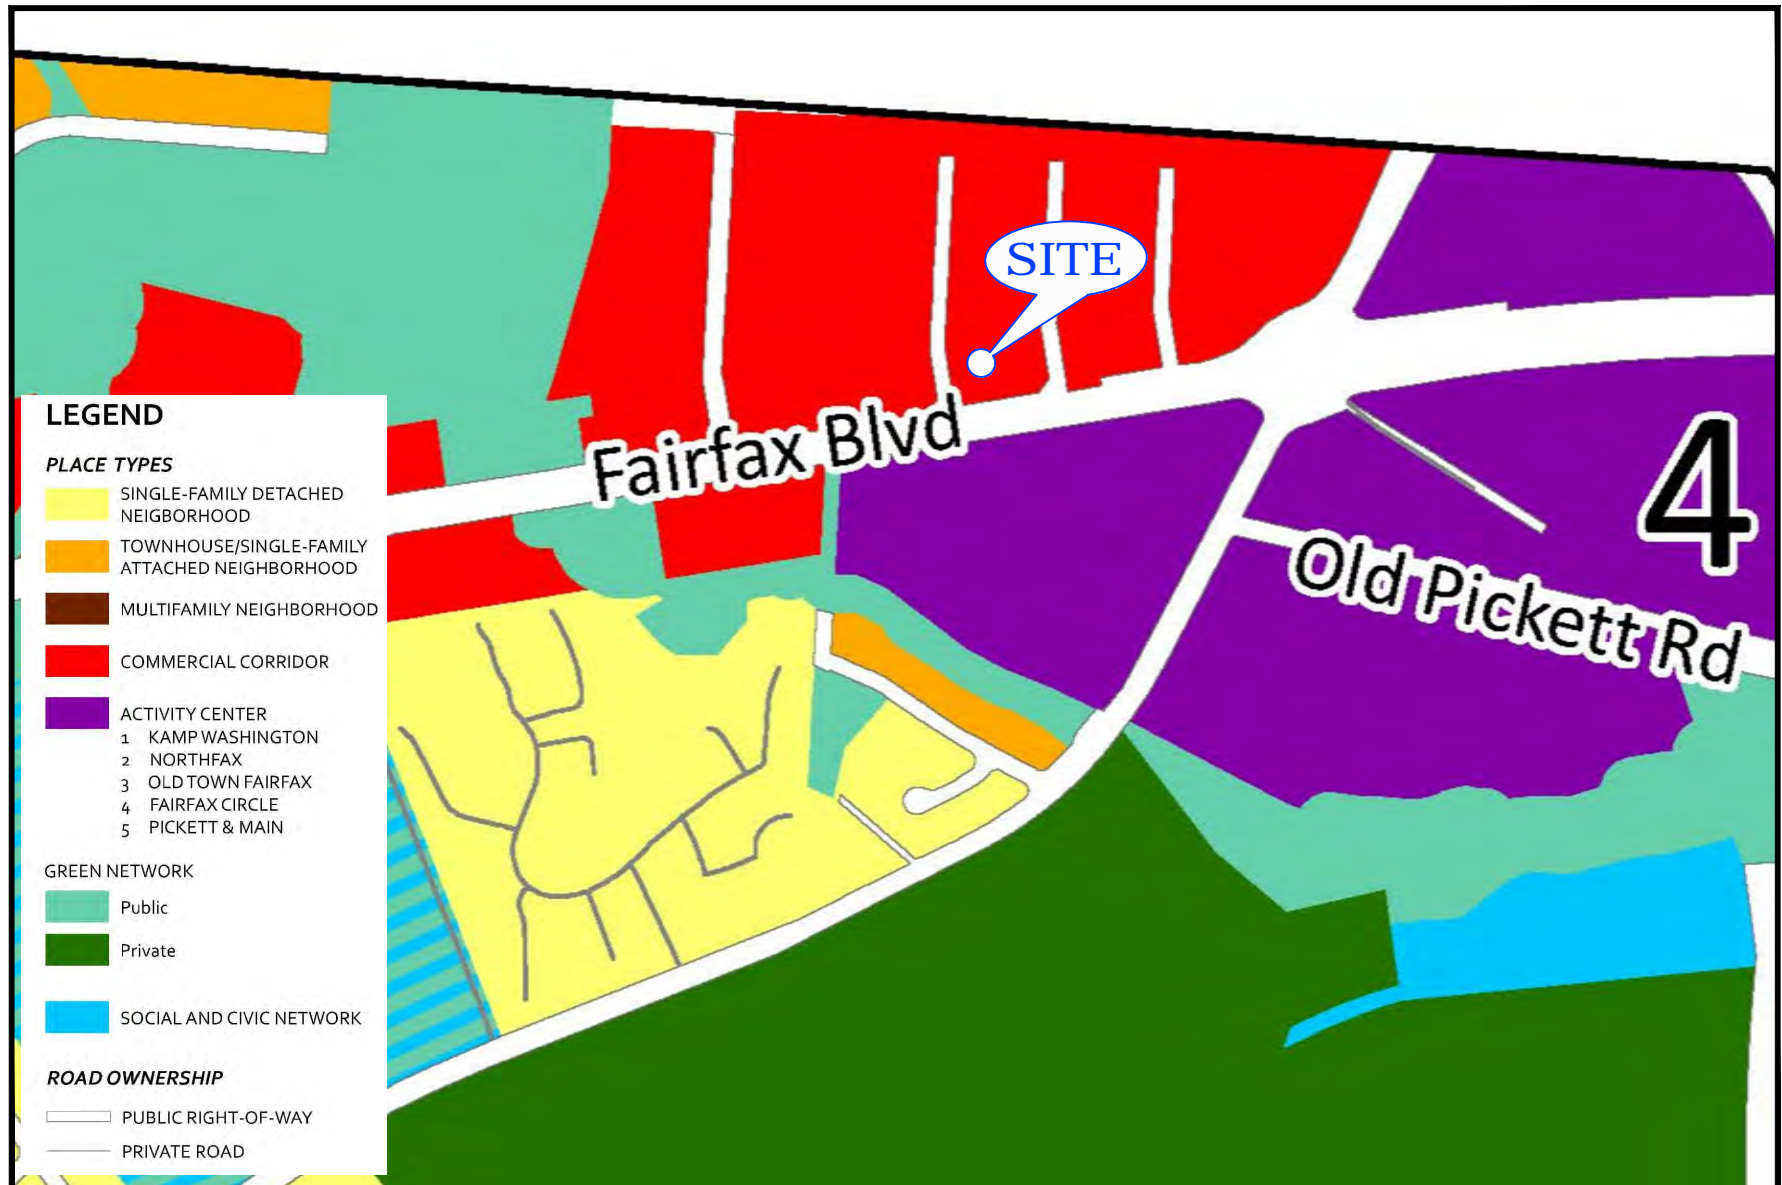 SITE
Fairfax Blvd
4
Old Pickett Rd
LEGEND
PLACE TYPES
SINGLE-FAMILY DETACHED
NEIGBORHOOD
TOWNHOUSE/SINGLE-FAMILY
ATTACHED NEIGHBORHOOD
MULTIFAMILY NEIGHBORHOOD
COMMERCIAL CORRIDOR
ACTIVITY CENTER
1 KAMP WASHINGTON
2 NORTHFAX
3 OLD TOWN FAIRFAX
4 FAIRFAX CIRCLE
5 PICKETT & MAIN
GREEN NETWORK
Public
Private
SOCIAL AND CIVIC NETWORK
ROAD OWNERSHIP
PUBLIC RIGHT-OF-WAY
PRIVATE ROAD